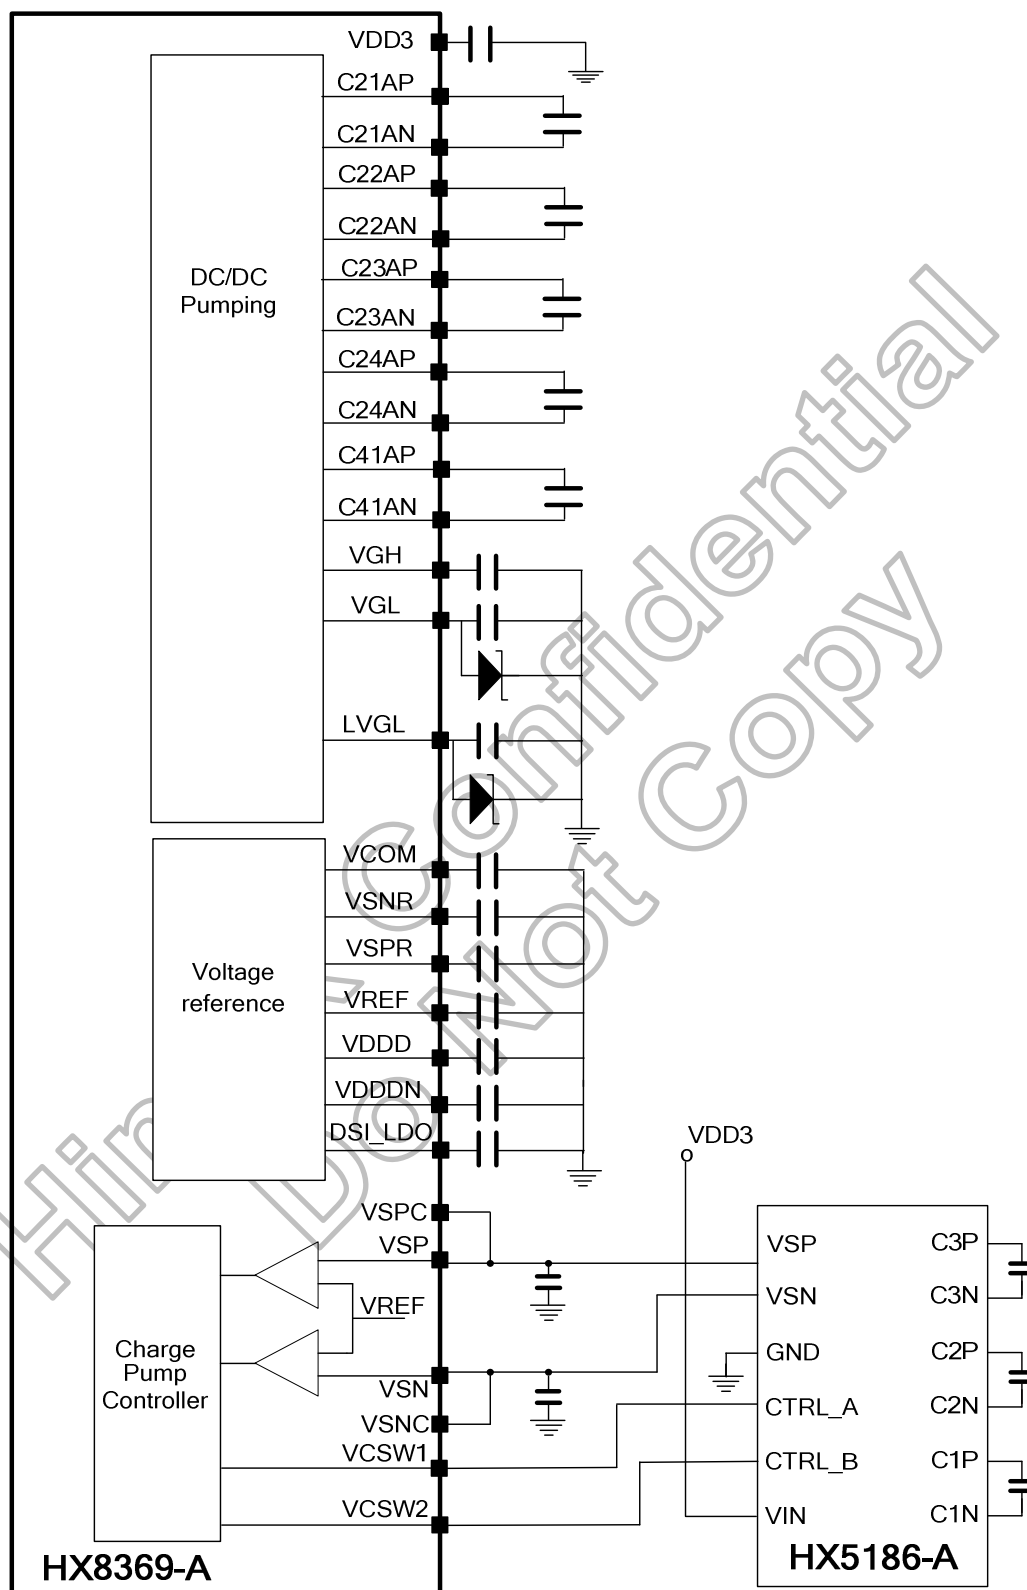 VDD3
C21AP
C21AN
C22AP
C22AN
C23AP
C23AN
C24AP
C24AN
C41AP
C41AN
VGH
VGL
LVGL
DC/DC
Pumping
VCOM
VSNR
VSPR
VREF
VDDD
VDDDN
DSI_LDO
Voltage
reference
VSPC
VSP
VREF
VSN
VSNC
VCSW1
VCSW2
Charge
Pump
Controller
HX8369-A
VDD3
VSP
VSN
GND
CTRL_A
CTRL_B
VIN
C3P
C3N
C2P
C2N
C1P
C1N
HX5186-A
Confidential
Do Not Copy